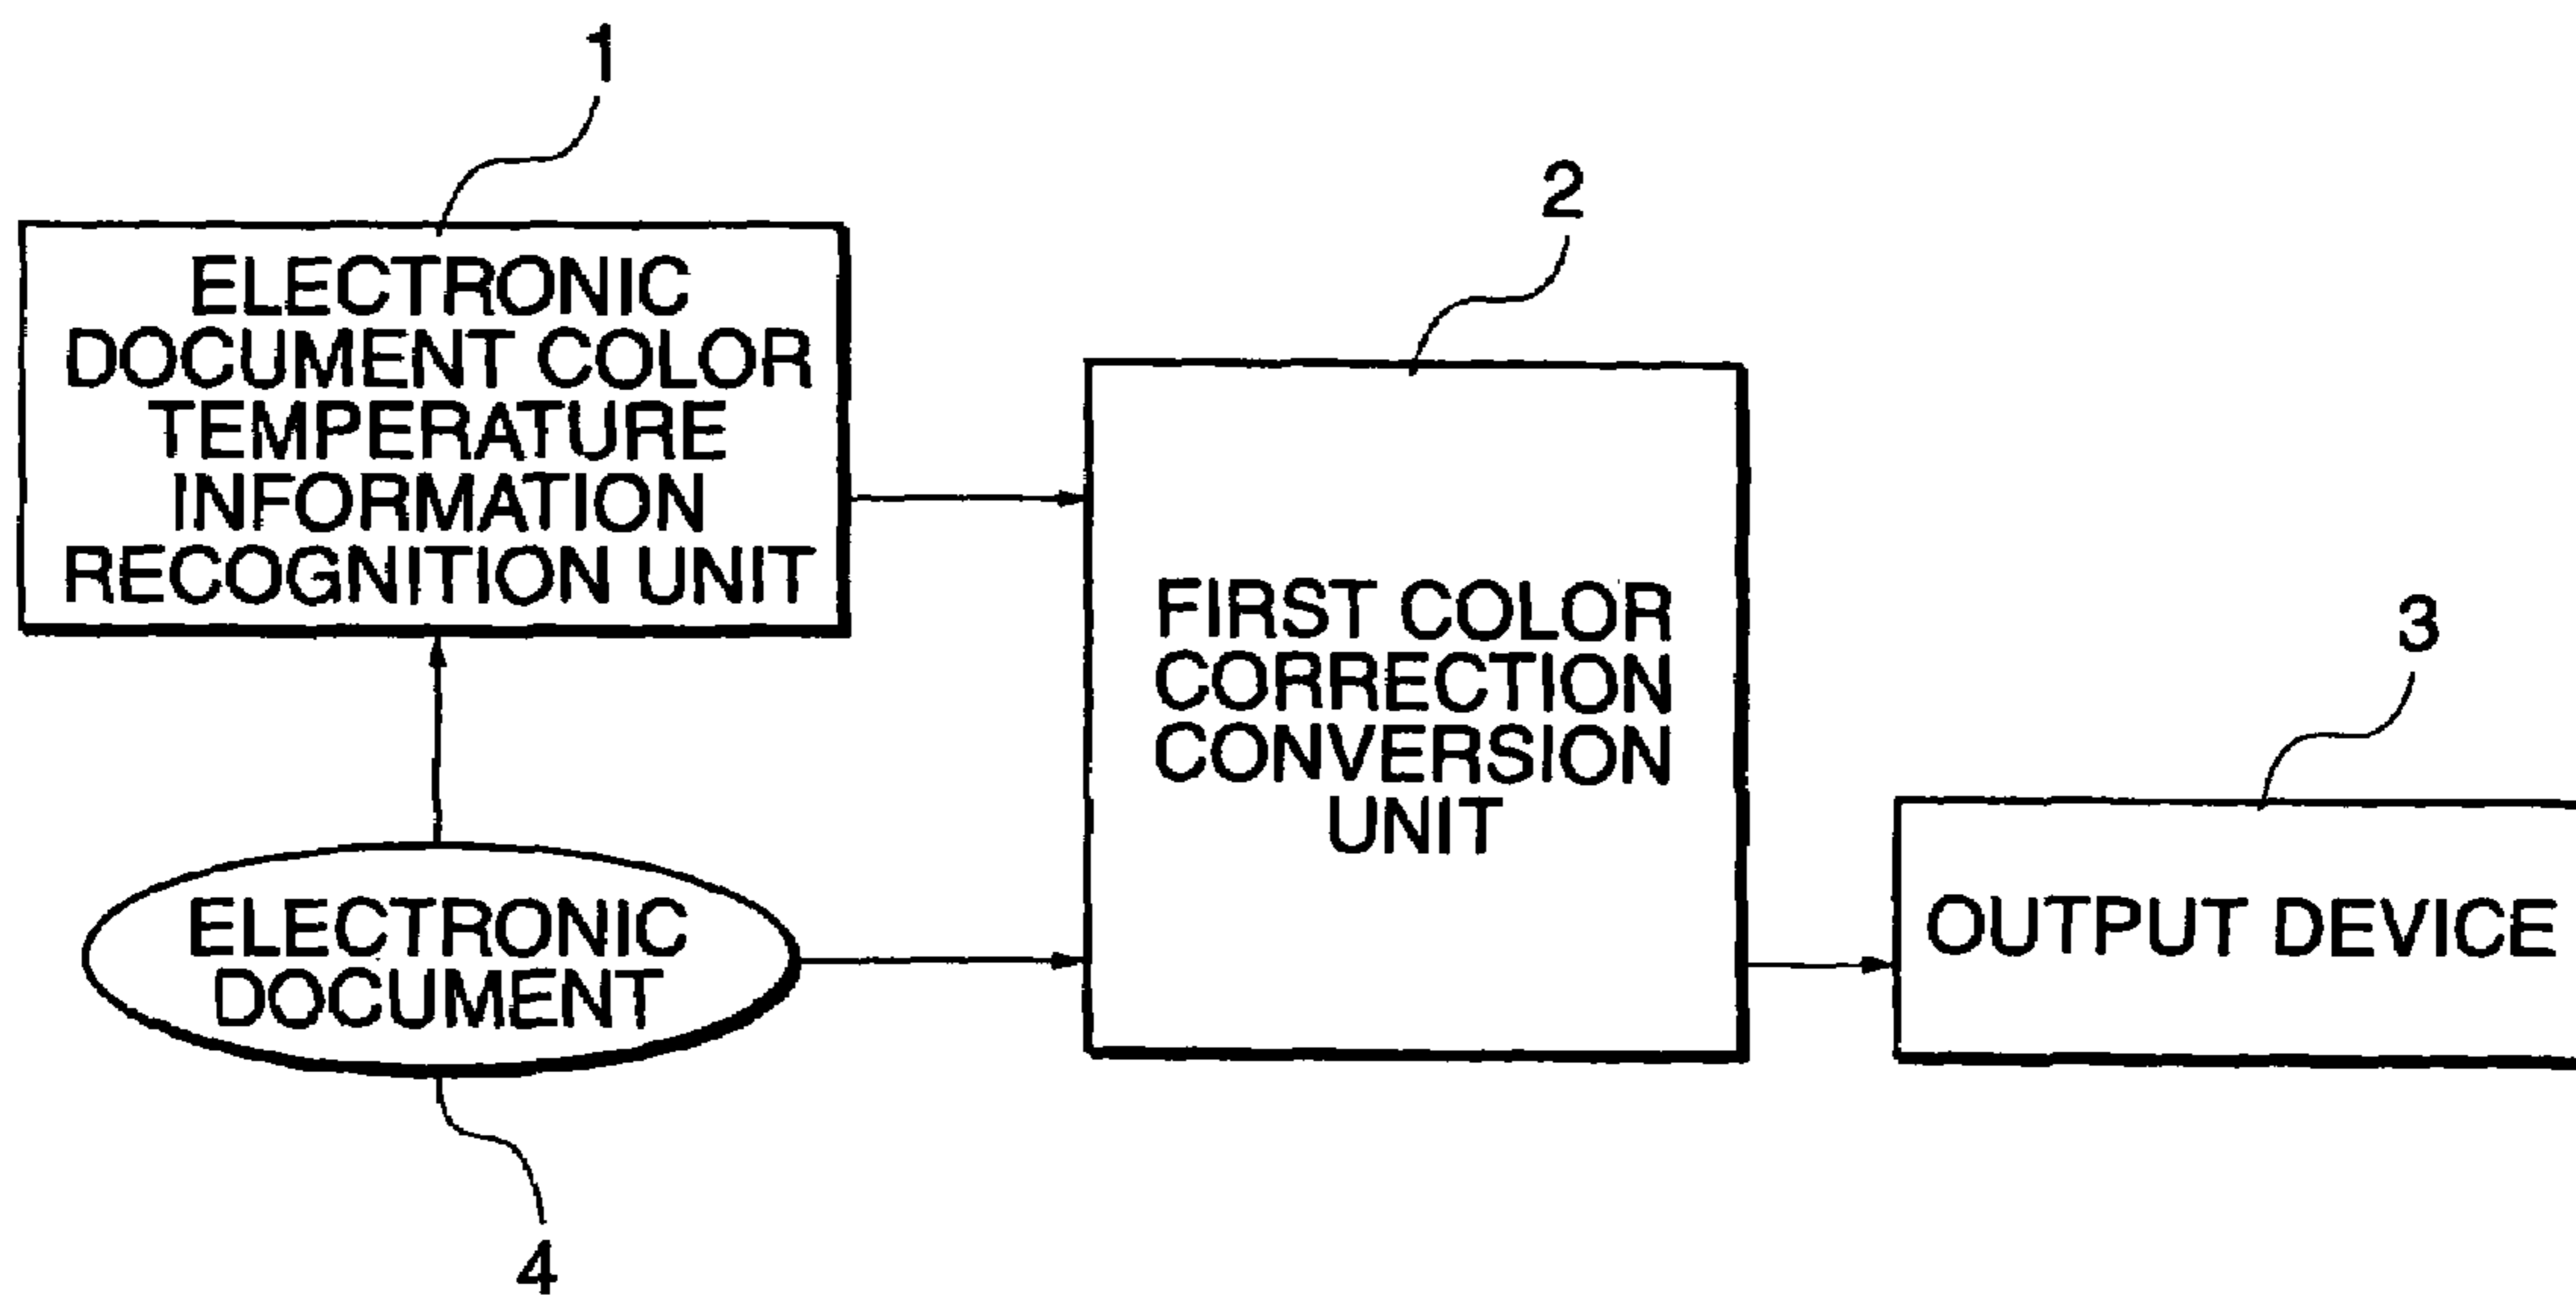 1
ELECTRONIC
DOCUMENT COLOR
TEMPERATURE
INFORMATION
RECOGNITION UNIT
2
FIRST COLOR
CORRECTION
CONVERSION
UNIT
3
OUTPUT DEVICE
ELECTRONIC
DOCUMENT
4